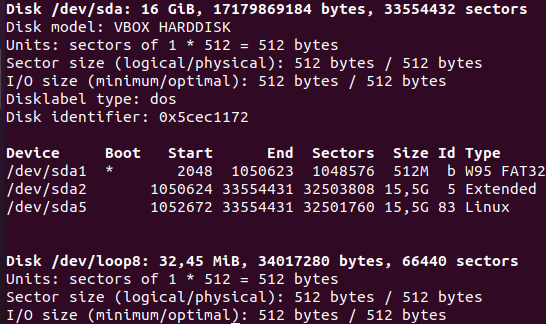 Disk /dev/sda: 16 GiB, 17179869184 bytes, 33554432 sectors
Disk model: VBOX HARDDISK
Units: sectors of 1 * 512 = 512 bytes
Sector size (logical/physical): 512 bytes / 512 bytes
I/O size (minimum/optimal): 512 bytes / 512 bytes
Disklabel type: dos
Disk identifier: 0x5cec1172
Device     Boot   Start      End  Sectors  Size Id Type
/dev/sda1  *       2048  1050623  1048576  512M  b W95 FAT32
/dev/sda2       1050624 33554431 32503808 15,5G  5 Extended
/dev/sda5       1052672 33554431 32501760 15,5G 83 Linux
Disk /dev/loop8: 32,45 MiB, 34017280 bytes, 66440 sectors
Units: sectors of 1 * 512 = 512 bytes
Sector size (logical/physical): 512 bytes / 512 bytes
I/O size (minimum/optimal): 512 bytes / 512 bytes